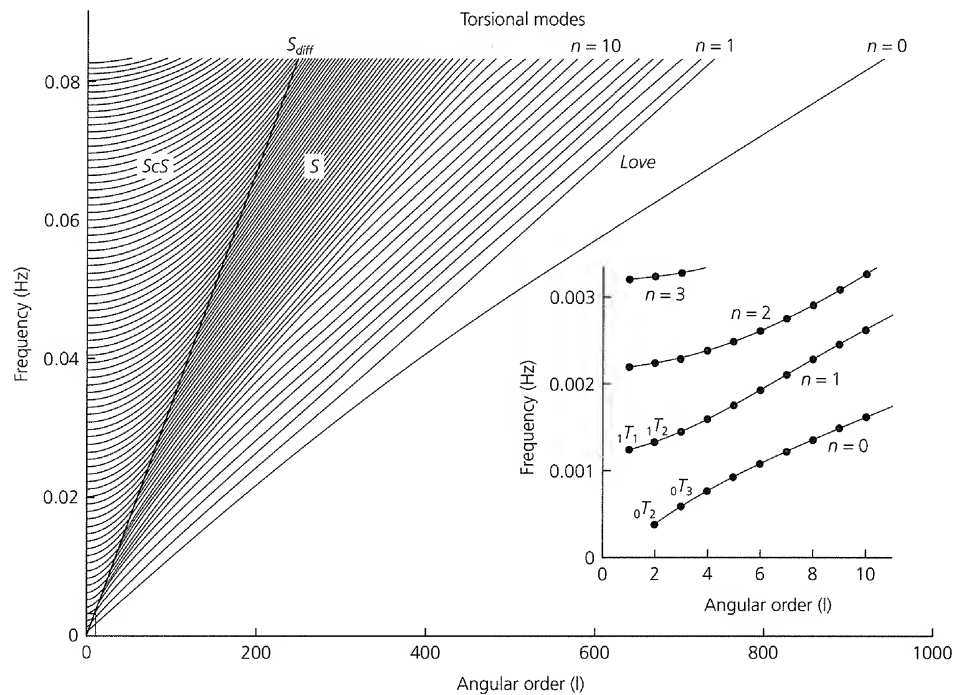 Torsional modes
S_diff n = 10 n = 1 n = 0
0.08
ScS S Love
0.06
Frequency (Hz)
0.04
0.02
0
0 200 400 600 800 1000
Angular order (l)
0.003
n = 3
n = 2
0.002
Frequency (Hz)
n = 1
₁T₁ ₁T₂
0.001
n = 0
₀T₃
₀T₂
0
0 2 4 6 8 10
Angular order (l)